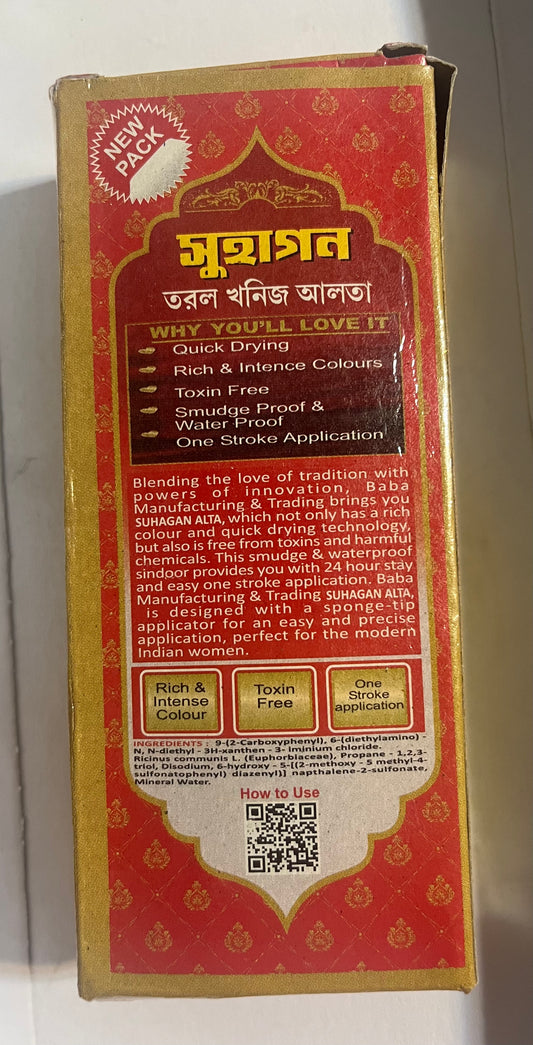 NEW
PACK
সুহাগন
তরল খনিজ আলতা
WHY YOU'LL LOVE IT
Quick Drying
Rich & Intence Colours
Toxin Free
Smudge Proof &
Water Proof
One Stroke Application
Blending the love of tradition with
powers of innovation, Baba
Manufacturing & Trading brings you
SUHAGAN ALTA, which not only has a rich
colour and quick drying technology,
but also is free from toxins and harmful
chemicals. This smudge & waterproof
sindoor provides you with 24 hour stay
and easy one stroke application. Baba
Manufacturing & Trading SUHAGAN ALTA,
is designed with a sponge-tip
applicator for an easy and precise
application, perfect for the modern
Indian women.
Rich &
Intense
Colour
Toxin
Free
One
Stroke
application
INGREDIENTS : 9-(2-Carboxyphenyl), 6-(diethylamino) -
N, N-diethyl - 3H-xanthen - 3- Iminium chloride.
Ricinus communis L. (Euphorbiaceae), Propane - 1,2,3-
triol, Disodium, 6-hydroxy - 5-[(2-methoxy - 5 methyl-4-
sulfonatophenyl) diazenyl)] napthalene-2-sulfonate,
Mineral Water.
How to Use